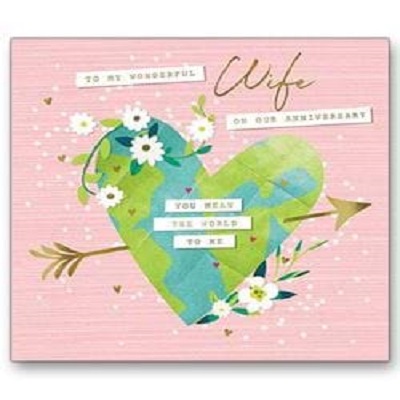 TO MY WONDERFUL
Wife
ON OUR ANNIVERSARY
YOU MEAN
THE WORLD
TO ME